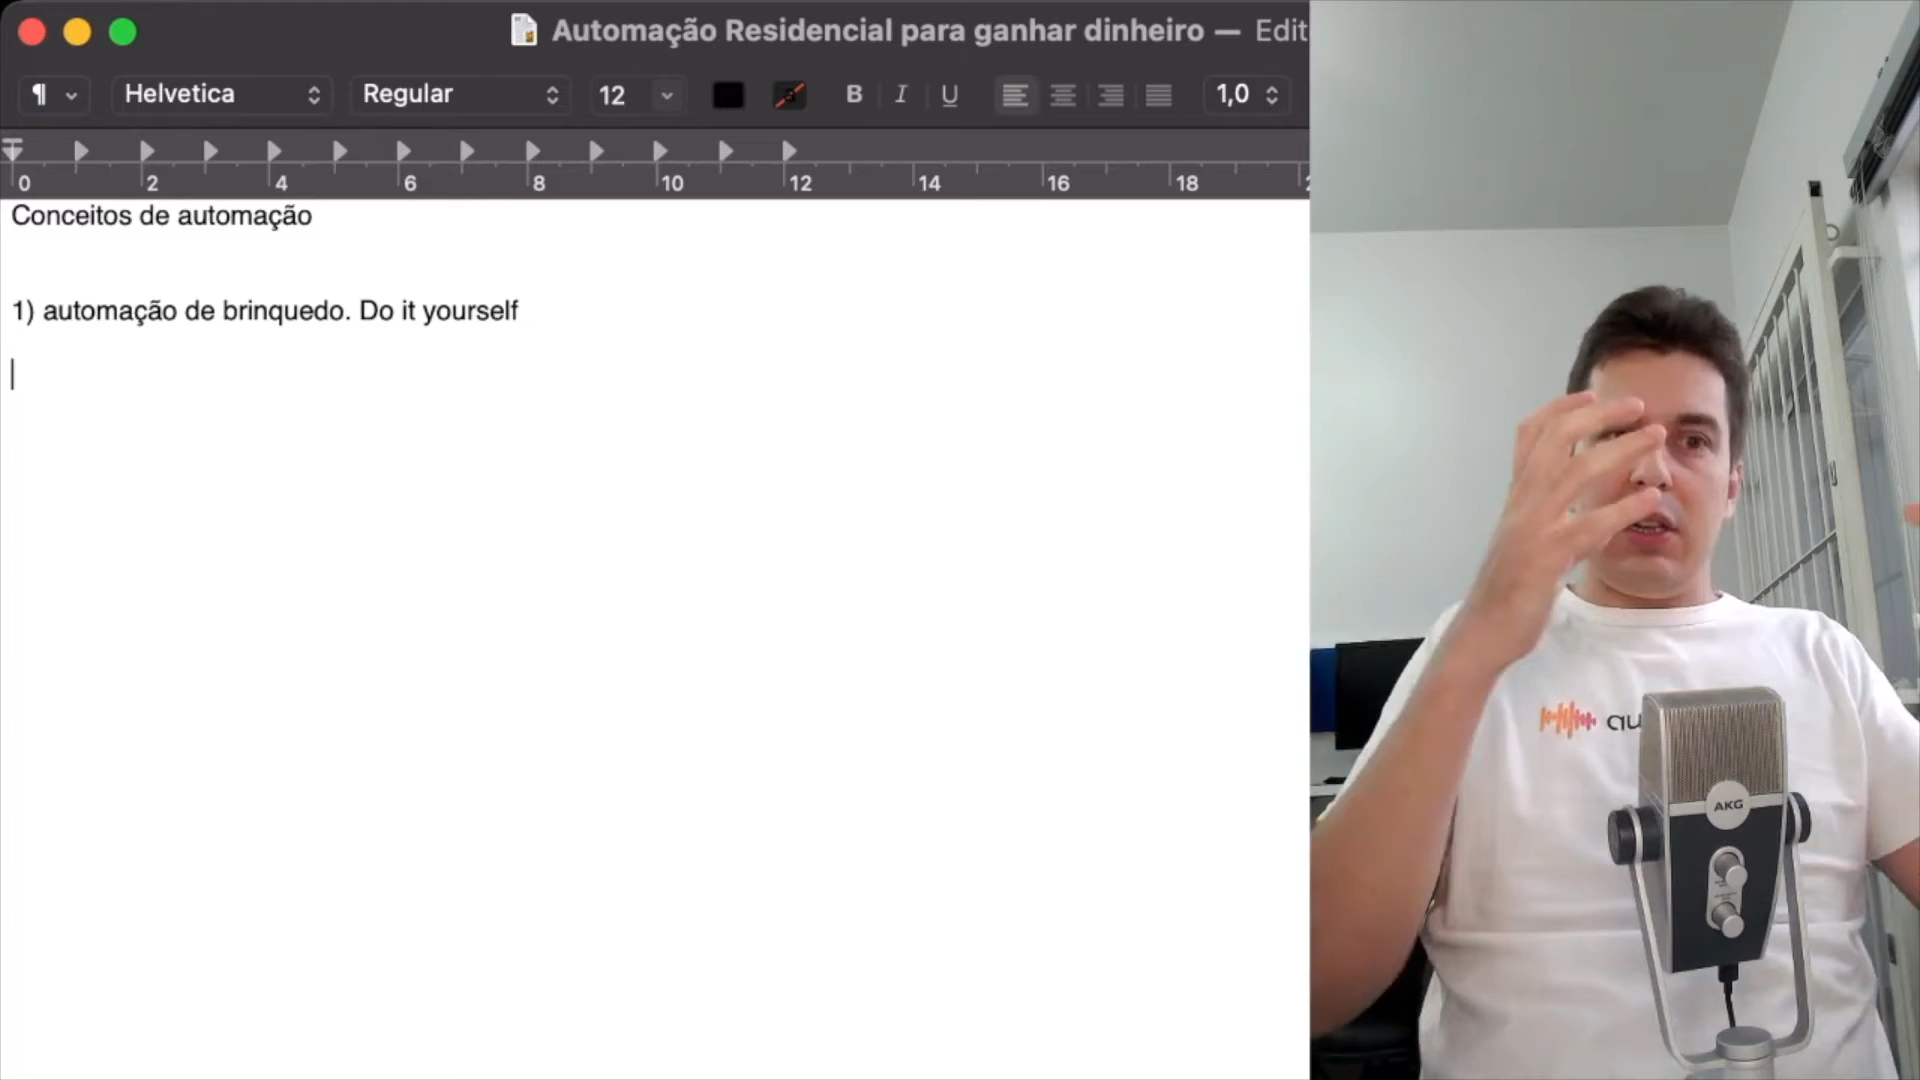 Automação Residencial para ganhar dinheiro — Edit
¶ Helvetica Regular 12 a B I U 1,0
0 2 4 6 8 10 12 14 16 18
Conceitos de automação
1) automação de brinquedo. Do it yourself
au
AKG